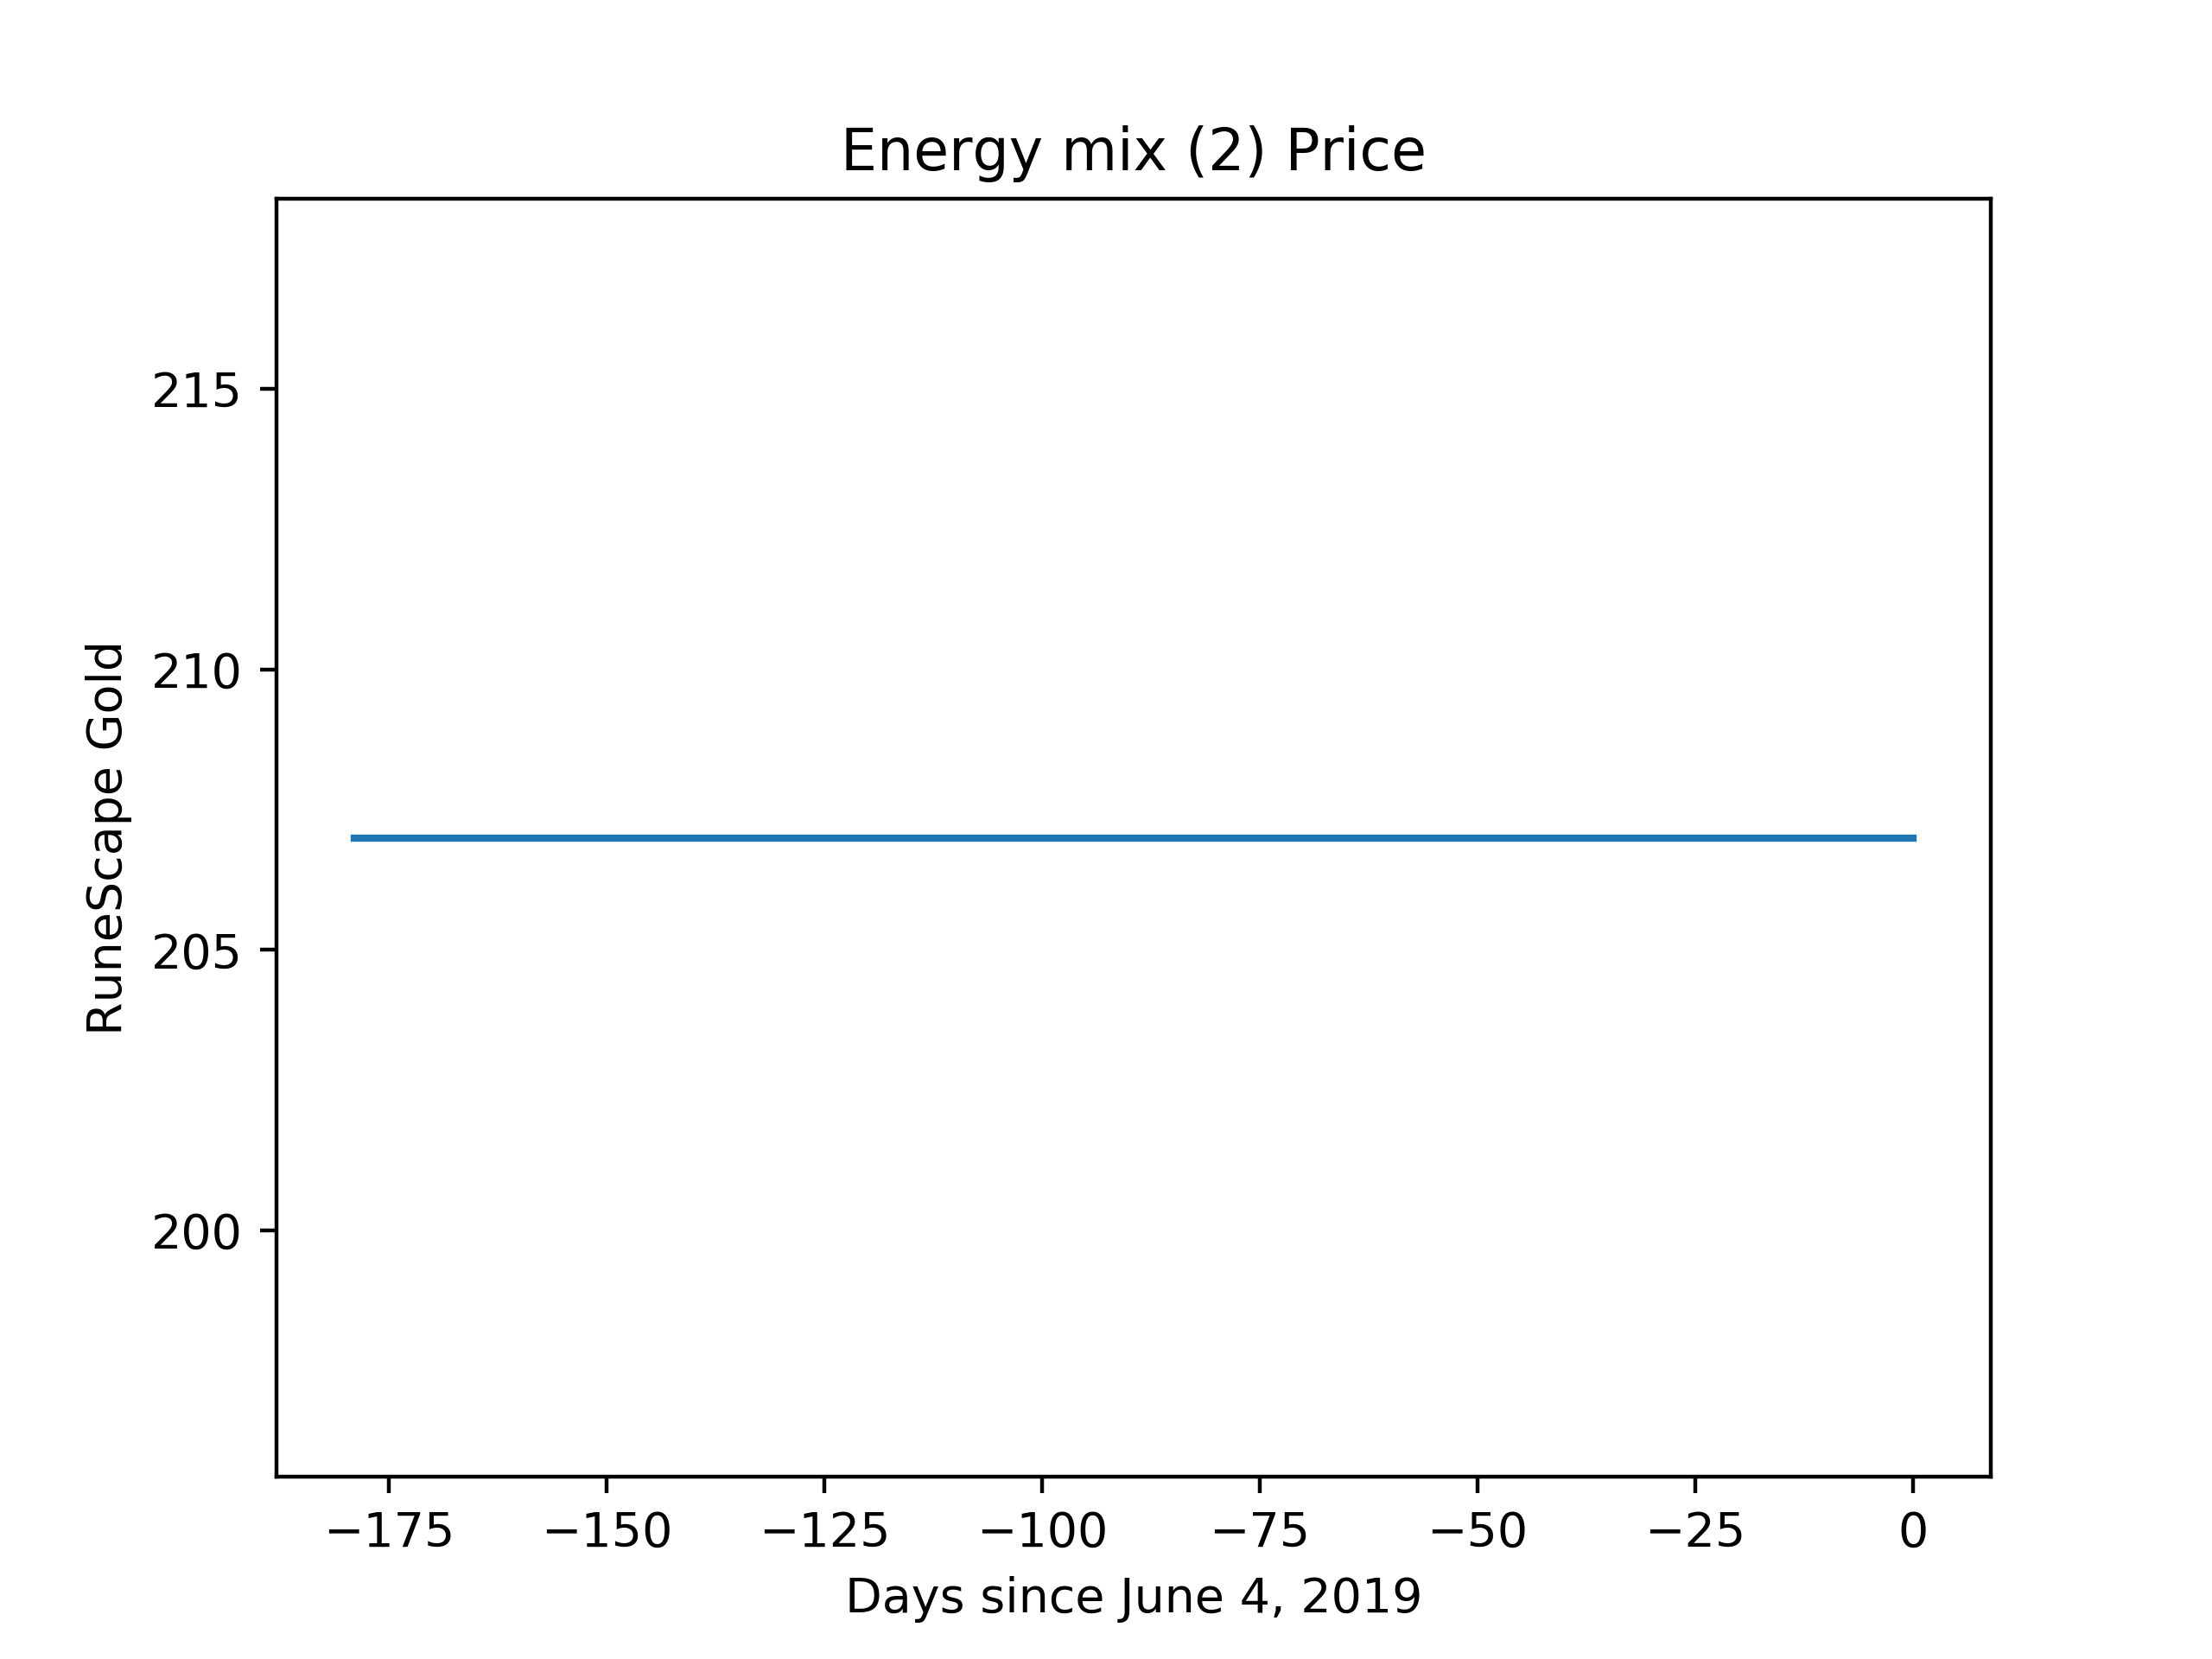 Energy mix (2) Price
215
210
205
200
RuneScape Gold
−175 −150 −125 −100 −75 −50 −25 0
Days since June 4, 2019